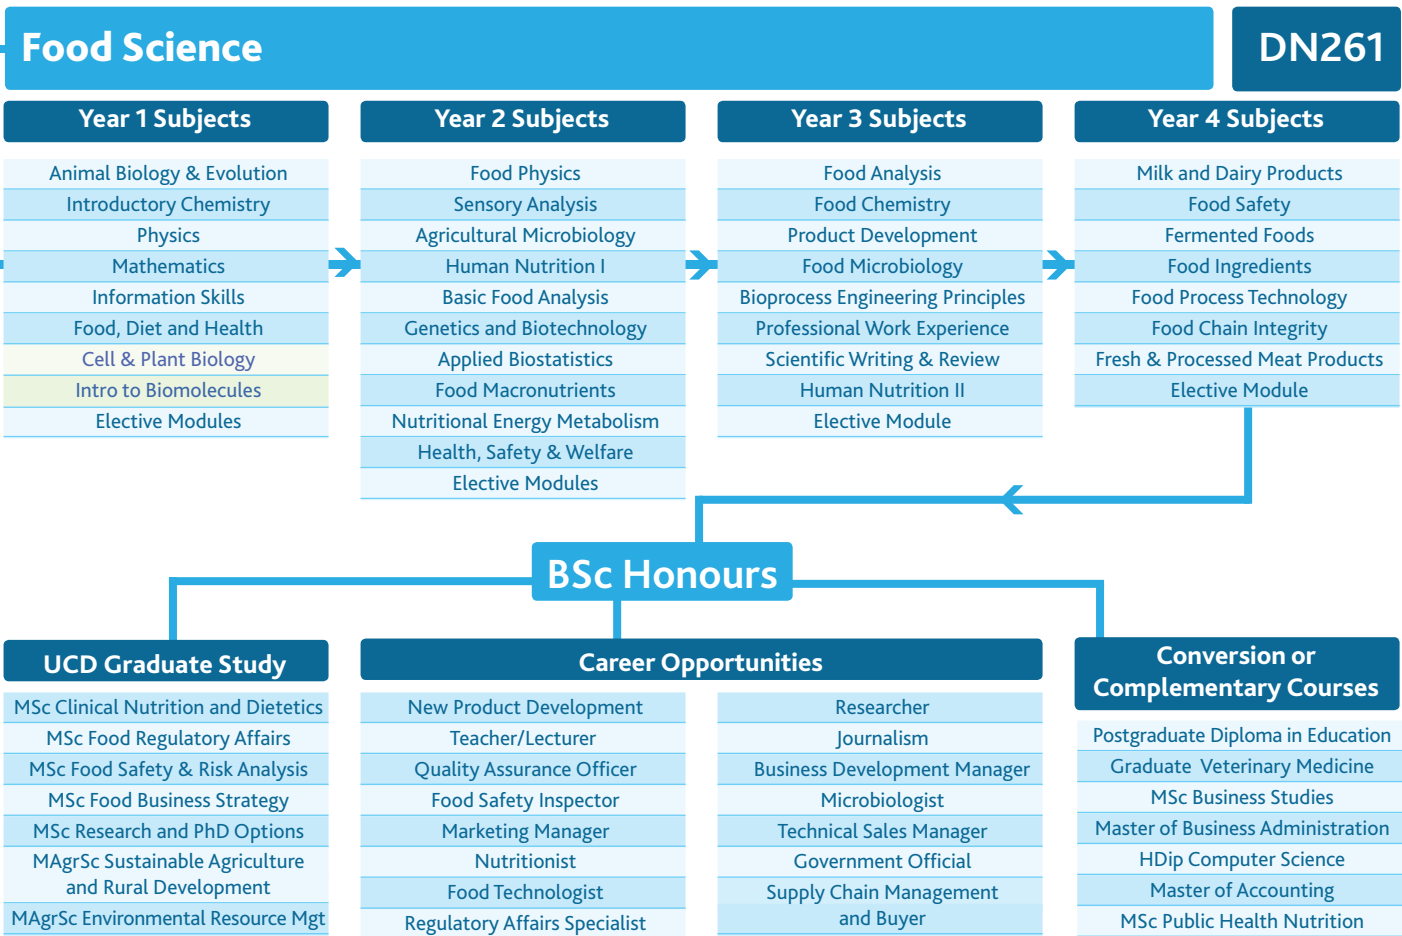 Food Science
DN261
Year 1 Subjects
Animal Biology & Evolution
Introductory Chemistry
Physics
Mathematics
Information Skills
Food, Diet and Health
Cell & Plant Biology
Intro to Biomolecules
Elective Modules
Year 2 Subjects
Food Physics
Sensory Analysis
Agricultural Microbiology
Human Nutrition I
Basic Food Analysis
Genetics and Biotechnology
Applied Biostatistics
Food Macronutrients
Nutritional Energy Metabolism
Health, Safety & Welfare
Elective Modules
Year 3 Subjects
Food Analysis
Food Chemistry
Product Development
Food Microbiology
Bioprocess Engineering Principles
Professional Work Experience
Scientific Writing & Review
Human Nutrition II
Elective Module
Year 4 Subjects
Milk and Dairy Products
Food Safety
Fermented Foods
Food Ingredients
Food Process Technology
Food Chain Integrity
Fresh & Processed Meat Products
Elective Module
BSc Honours
UCD Graduate Study
MSc Clinical Nutrition and Dietetics
MSc Food Regulatory Affairs
MSc Food Safety & Risk Analysis
MSc Food Business Strategy
MSc Research and PhD Options
MAgrSc Sustainable Agriculture
and Rural Development
MAgrSc Environmental Resource Mgt
Career Opportunities
New Product Development
Teacher/Lecturer
Quality Assurance Officer
Food Safety Inspector
Marketing Manager
Nutritionist
Food Technologist
Regulatory Affairs Specialist
Researcher
Journalism
Business Development Manager
Microbiologist
Technical Sales Manager
Government Official
Supply Chain Management
and Buyer
Conversion or
Complementary Courses
Postgraduate Diploma in Education
Graduate Veterinary Medicine
MSc Business Studies
Master of Business Administration
HDip Computer Science
Master of Accounting
MSc Public Health Nutrition